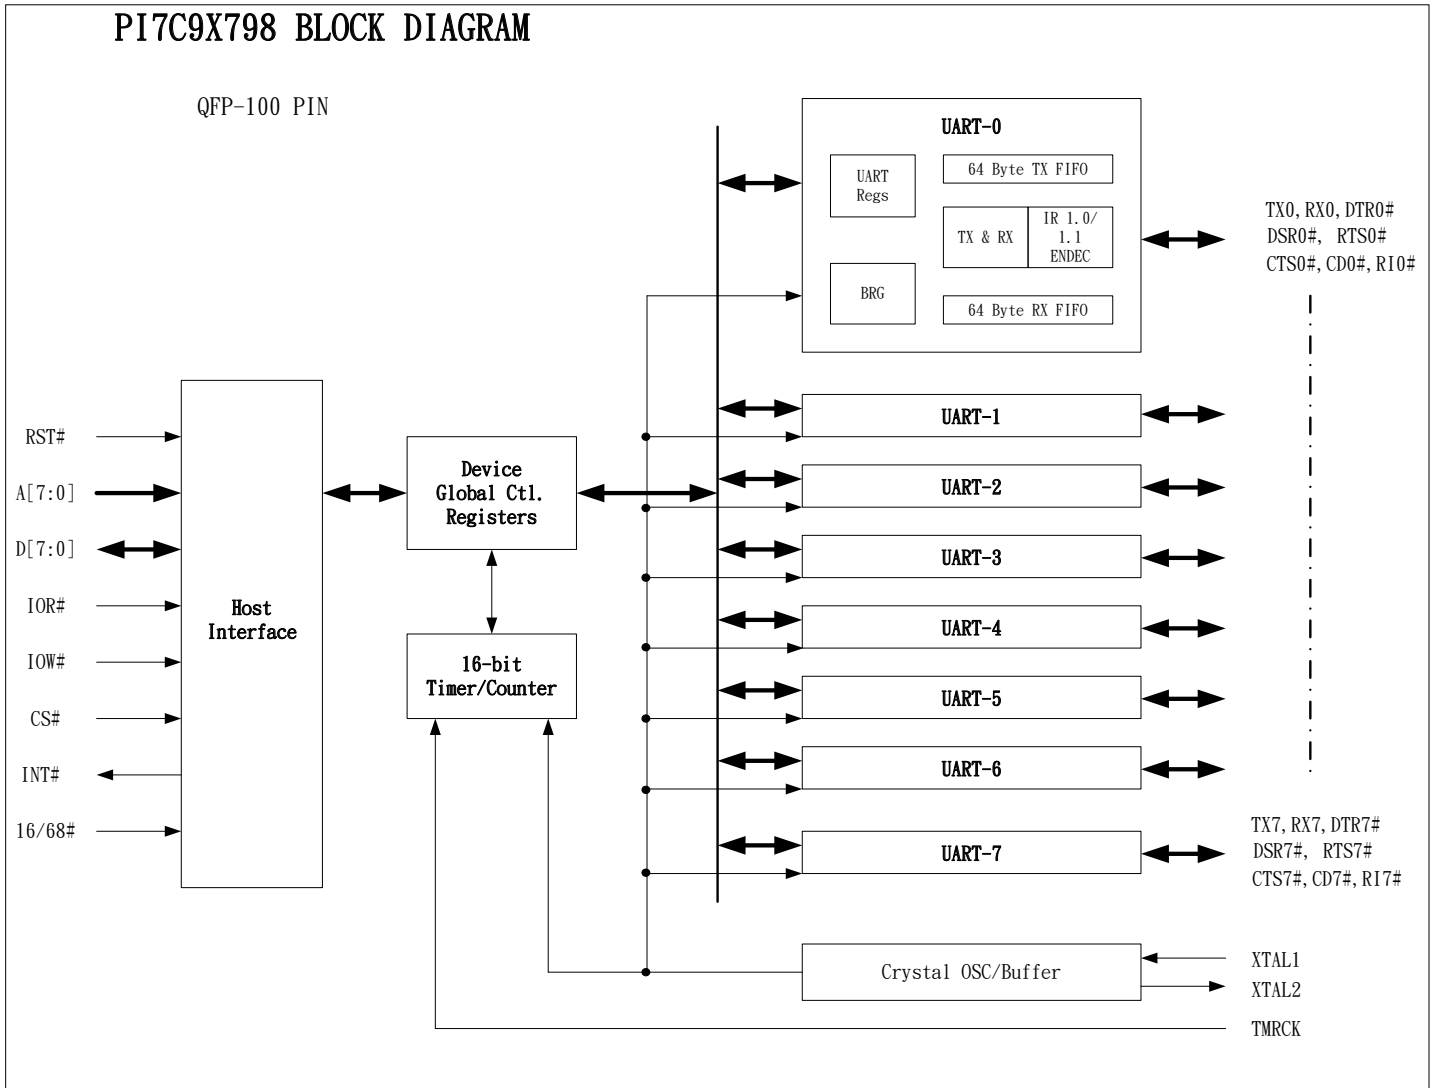 PI7C9X798 BLOCK DIAGRAM
QFP-100 PIN
UART-0
UART
Regs
64 Byte TX FIFO
TX & RX
IR 1.0/
1.1
ENDEC
BRG
64 Byte RX FIFO
TX0, RX0, DTR0#
DSR0#, RTS0#
CTS0#, CD0#, RI0#
RST#
A[7:0]
D[7:0]
IOR#
IOW#
CS#
INT#
16/68#
Host
Interface
Device
Global Ctl.
Registers
16-bit
Timer/Counter
UART-1
UART-2
UART-3
UART-4
UART-5
UART-6
UART-7
TX7, RX7, DTR7#
DSR7#, RTS7#
CTS7#, CD7#, RI7#
Crystal OSC/Buffer
XTAL1
XTAL2
TMRCK